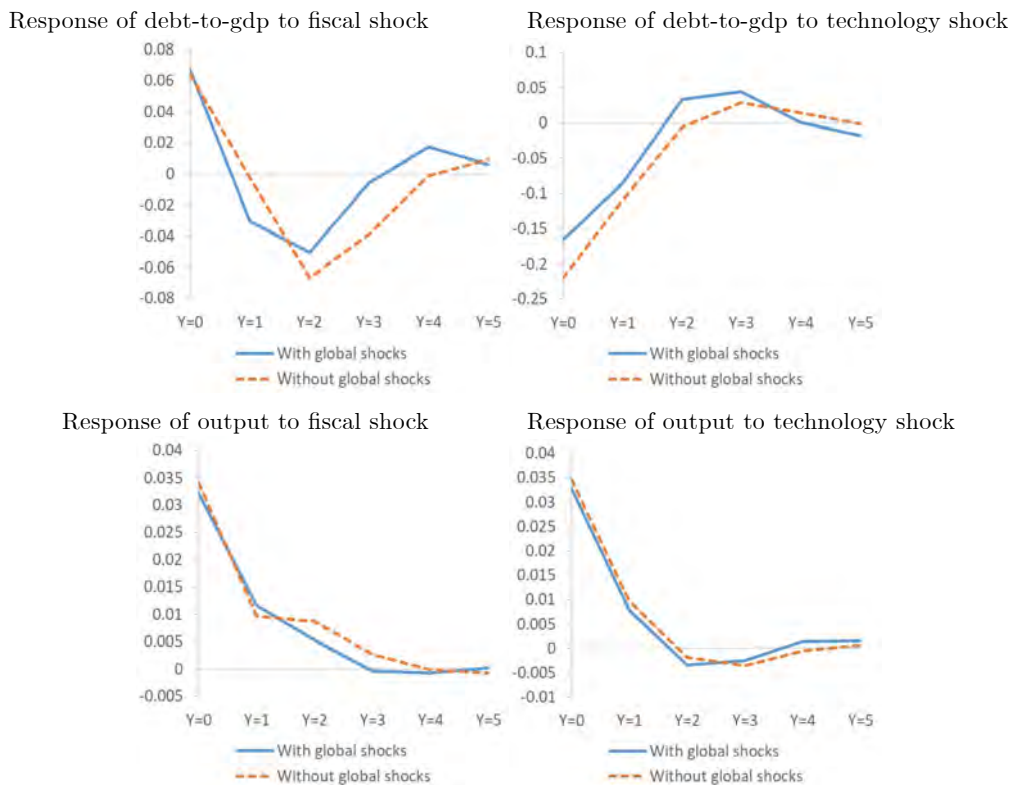 Response of debt-to-gdp to fiscal shock
0.08
0.06
0.04
0.02
0
-0.02
-0.04
-0.06
-0.08
Y=0 Y=1 Y=2 Y=3 Y=4 Y=5
With global shocks
Without global shocks
Response of debt-to-gdp to technology shock
0.1
0.05
0
-0.05
-0.1
-0.15
-0.2
-0.25
Y=0 Y=1 Y=2 Y=3 Y=4 Y=5
With global shocks
Without global shocks
Response of output to fiscal shock
0.04
0.035
0.03
0.025
0.02
0.015
0.01
0.005
0
-0.005
Y=0 Y=1 Y=2 Y=3 Y=4 Y=5
With global shocks
Without global shocks
Response of output to technology shock
0.04
0.035
0.03
0.025
0.02
0.015
0.01
0.005
0
-0.005
-0.01
Y=0 Y=1 Y=2 Y=3 Y=4 Y=5
With global shocks
Without global shocks